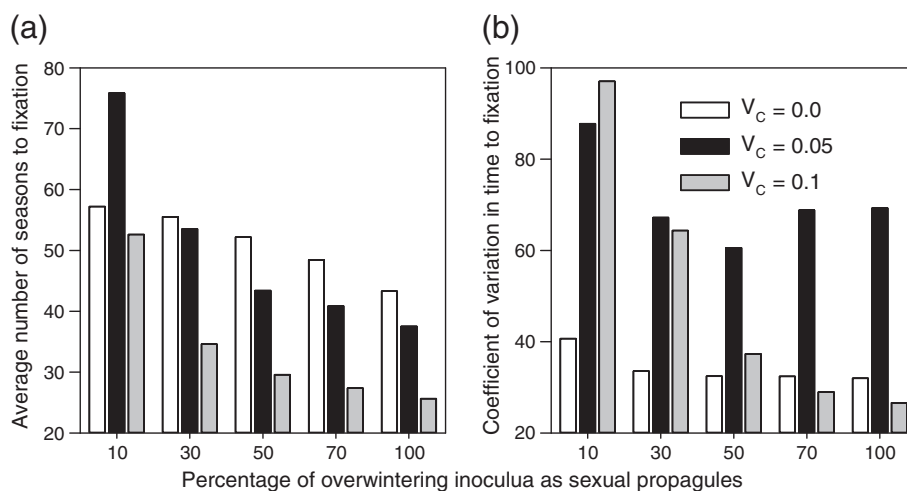 (a)
Average number of seasons to fixation
80
70
60
50
40
30
20
10 30 50 70 100
(b)
Coefficient of variation in time to fixation
100
80
60
40
20
V_C = 0.0
V_C = 0.05
V_C = 0.1
10 30 50 70 100
Percentage of overwintering inoculua as sexual propagules